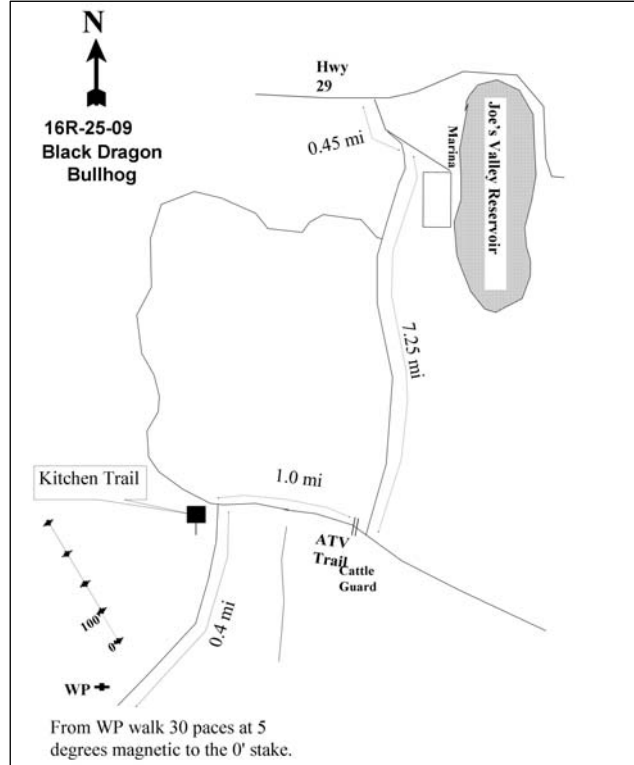 N
16R-25-09
Black Dragon
Bullhog
Hwy
29
0.45 mi
Marina
Joe's Valley Reservoir
7.25 mi
1.0 mi
Kitchen Trail
ATV
Trail
Cattle
Guard
100
0'
0.4 mi
WP
From WP walk 30 paces at 5
degrees magnetic to the 0' stake.